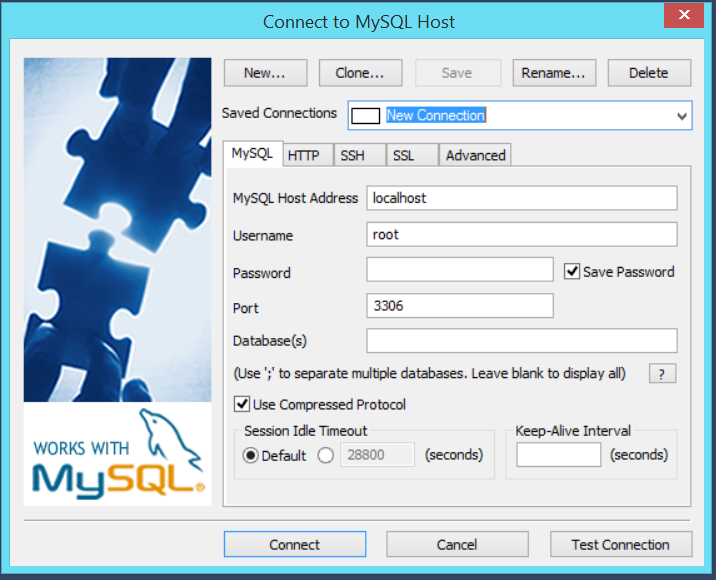 Connect to MySQL Host
New...
Clone...
Save
Rename...
Delete
Saved Connections
New Connection
MySQL
HTTP
SSH
SSL
Advanced
MySQL Host Address
localhost
Username
root
Password
Save Password
Port
3306
Database(s)
(Use ';' to separate multiple databases. Leave blank to display all)
?
Use Compressed Protocol
Session Idle Timeout
Default
28800
(seconds)
Keep-Alive Interval
(seconds)
WORKS WITH
MySQL®
Connect
Cancel
Test Connection